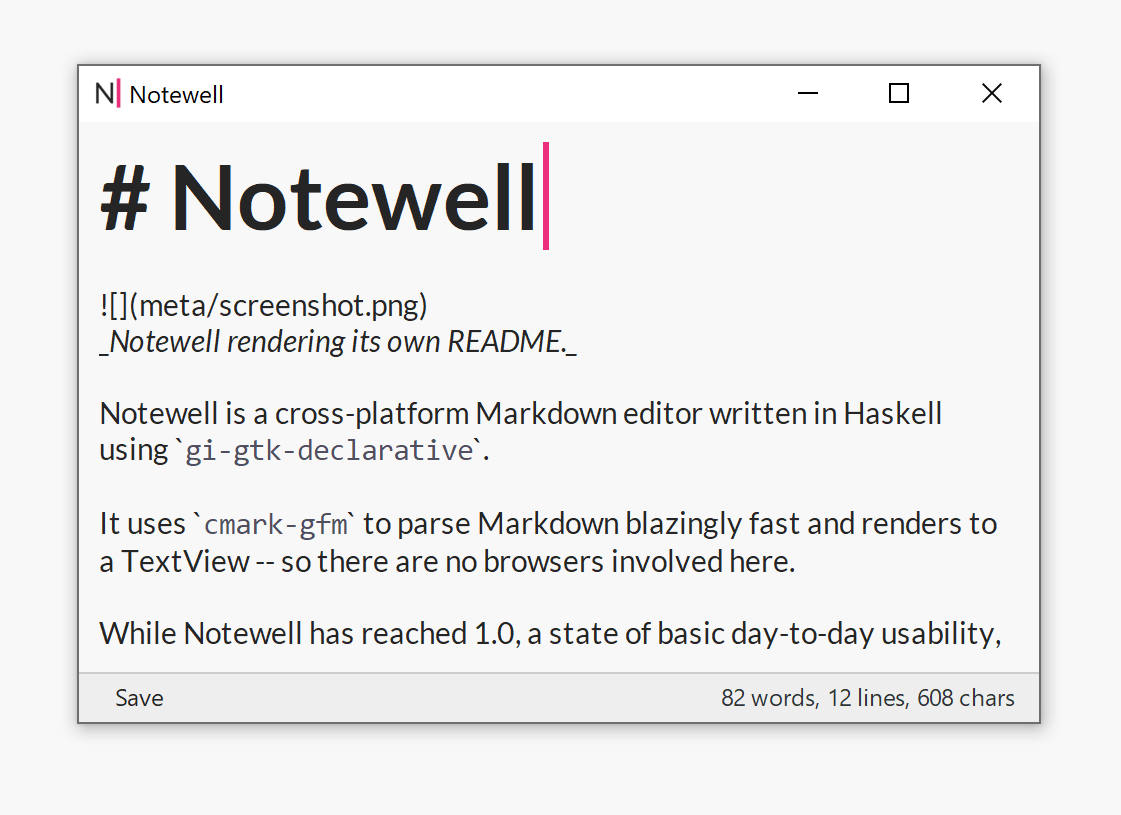 N| Notewell
# Notewell
![](meta/screenshot.png)
_Notewell rendering its own README._
Notewell is a cross-platform Markdown editor written in Haskell
using `gi-gtk-declarative`.
It uses `cmark-gfm` to parse Markdown blazingly fast and renders to
a TextView -- so there are no browsers involved here.
While Notewell has reached 1.0, a state of basic day-to-day usability,
Save
82 words, 12 lines, 608 chars